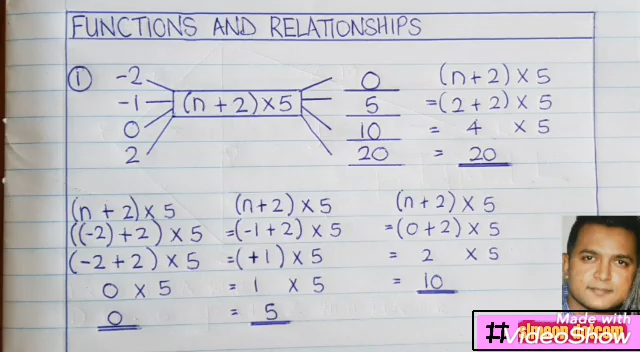 FUNCTIONS AND RELATIONSHIPS
① -2 0 (n+2) × 5
-1 (n + 2) × 5 5 =(2 + 2) × 5
0 10 = 4 × 5
2 20 = 20
(n + 2) × 5 (n+2) × 5 (n + 2) × 5
((-2) + 2) × 5 =(-1 + 2) × 5 =(0 + 2) × 5
(-2 + 2) × 5 =(+1) × 5 = 2 × 5
0 × 5 = 1 × 5 = 10
0 = 5
Made with
VideoShow
#simeon dotcom